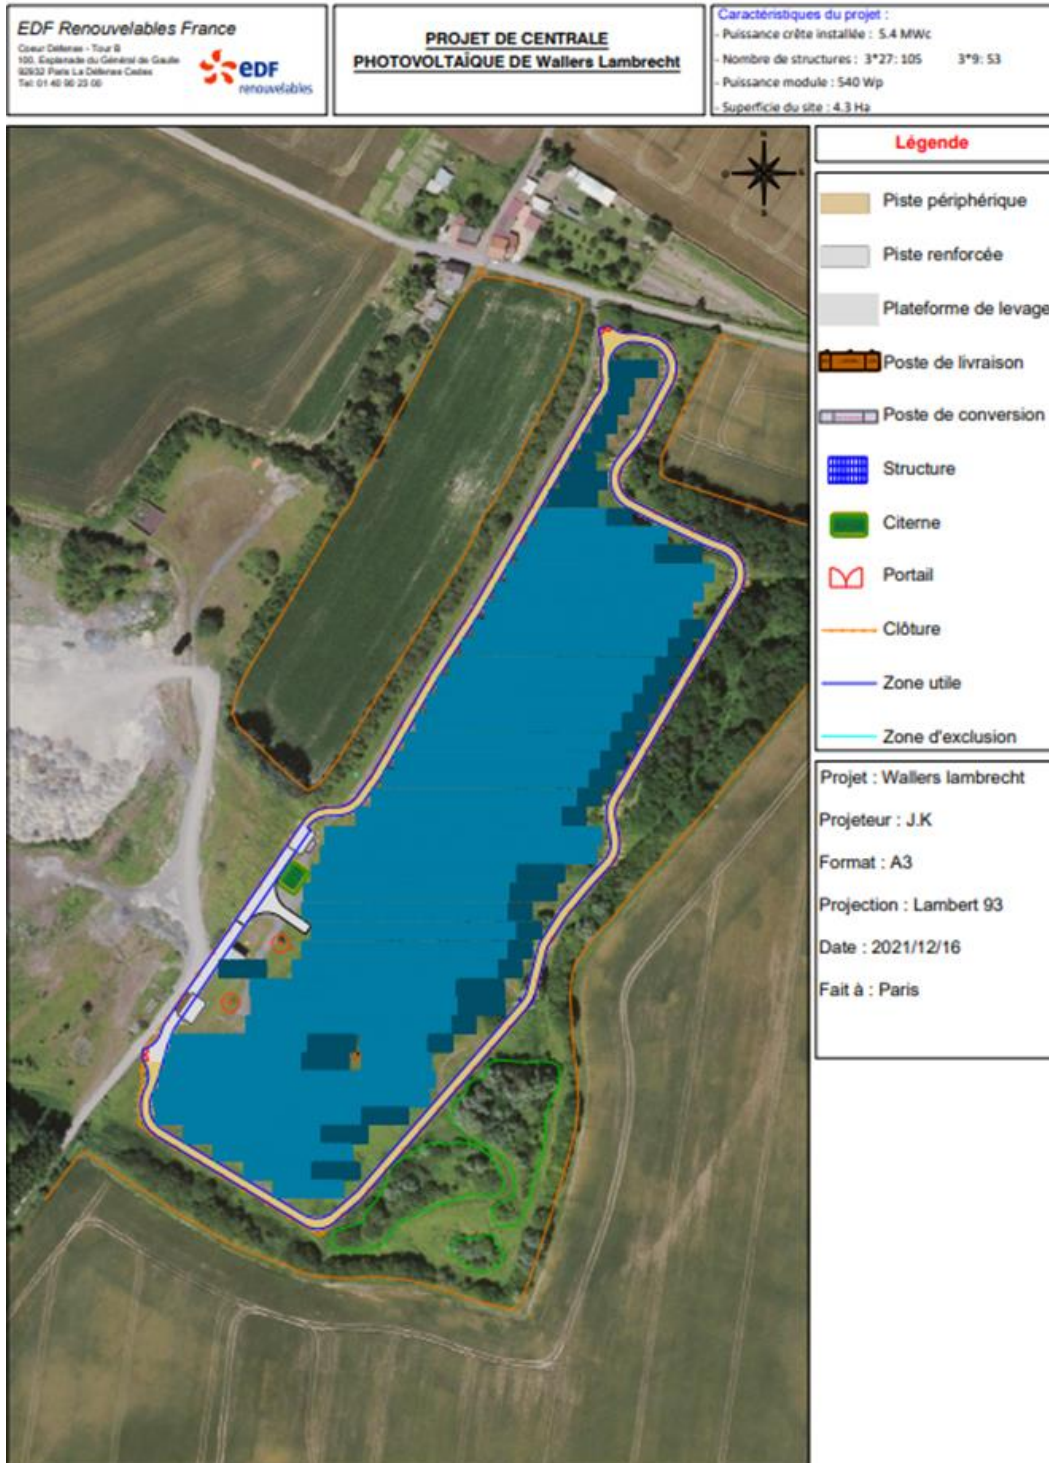 EDF Renouvelables France
Coeur Défense - Tour B
100, Esplanade du Général de Gaulle
92932 Paris La Défense Cedex
Tel: 01 40 90 23 00
eDF
renouvelables
PROJET DE CENTRALE
PHOTOVOLTAÏQUE DE Wallers Lambrecht
Caractéristiques du projet :
- Puissance crête installée : 5.4 MWc
- Nombre de structures : 3*27: 105 3*9: 53
- Puissance module : 540 Wp
- Superficie du site : 4.3 Ha
N
O
E
S
Légende
Piste périphérique
Piste renforcée
Plateforme de levage
Poste de livraison
Poste de conversion
Structure
Citerne
Portail
Clôture
Zone utile
Zone d'exclusion
Projet : Wallers lambrecht
Projeteur : J.K
Format : A3
Projection : Lambert 93
Date : 2021/12/16
Fait à : Paris